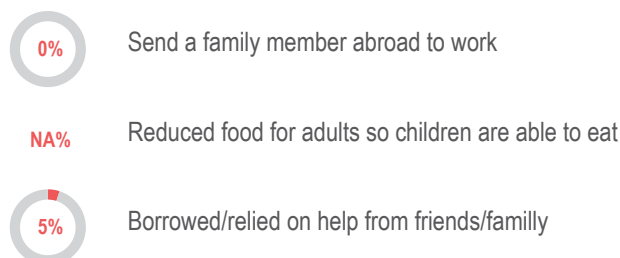 0% Send a family member abroad to work
NA% Reduced food for adults so children are able to eat
5% Borrowed/relied on help from friends/familly